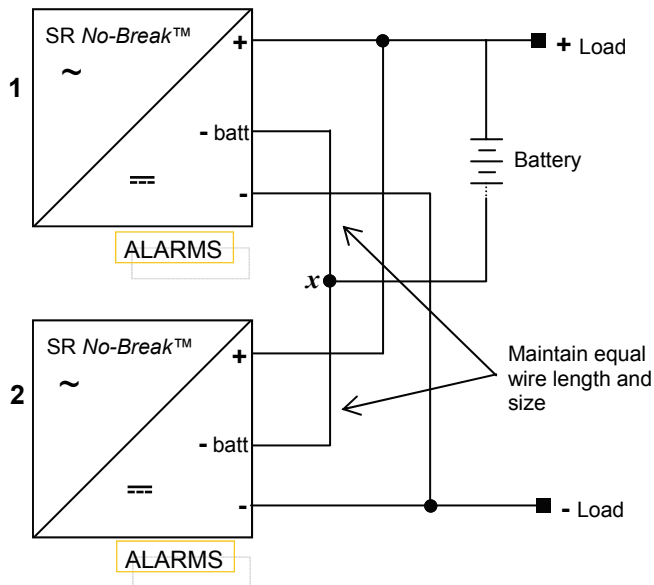 SR No-Break™
+
+ Load
~
1
- batt
Battery
-
ALARMS
x
SR No-Break™
+
Maintain equal
wire length and
size
~
2
- batt
-
- Load
ALARMS